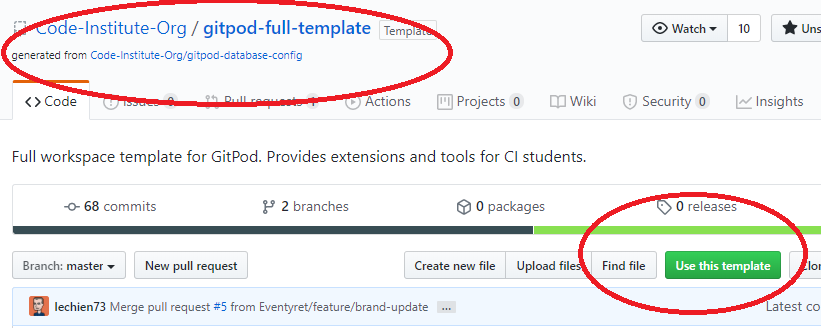 Code-Institute-Org / gitpod-full-template Template Watch 10 Uns
generated from Code-Institute-Org/gitpod-database-config
Code Issues 0 Pull requests 1 Actions Projects 0 Wiki Security 0 Insights
Full workspace template for GitPod. Provides extensions and tools for CI students.
68 commits 2 branches 0 packages 0 releases
Branch: master New pull request Create new file Upload files Find file Use this template Clon
lechien73 Merge pull request #5 from Eventyret/feature/brand-update ... Latest co